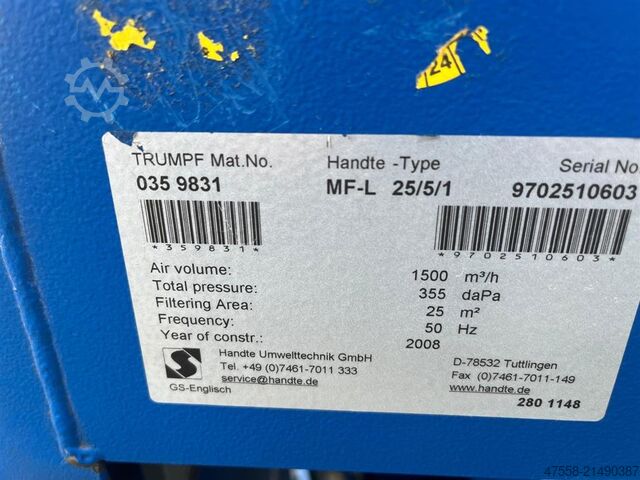 24
TRUMPF Mat.No. Handte -Type Serial No
035 9831 MF-L 25/5/1 9702510603
*359831* *9702510603*
Air volume: 1500 m³/h
Total pressure: 355 daPa
Filtering Area: 25 m²
Frequency: 50 Hz
Year of constr.: 2008
Handte Umwelttechnik GmbH D-78532 Tuttlingen
Tel. +49 (0)7461-7011 333 Fax (0)7461-7011-149
service@handte.de www.handte.de
GS-Englisch 280 1148
47558-21490387